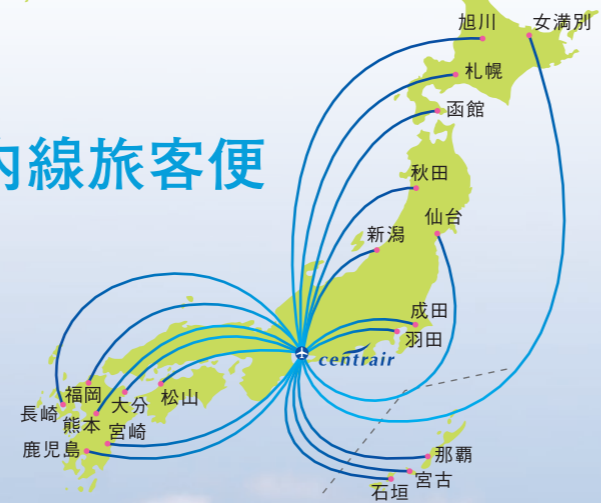 旭川
女満別
札幌
函館
内線旅客便
秋田
仙台
新潟
成田
羽田
centrair
福岡
大分
松山
長崎
熊本
宮崎
鹿児島
那覇
宮古
石垣